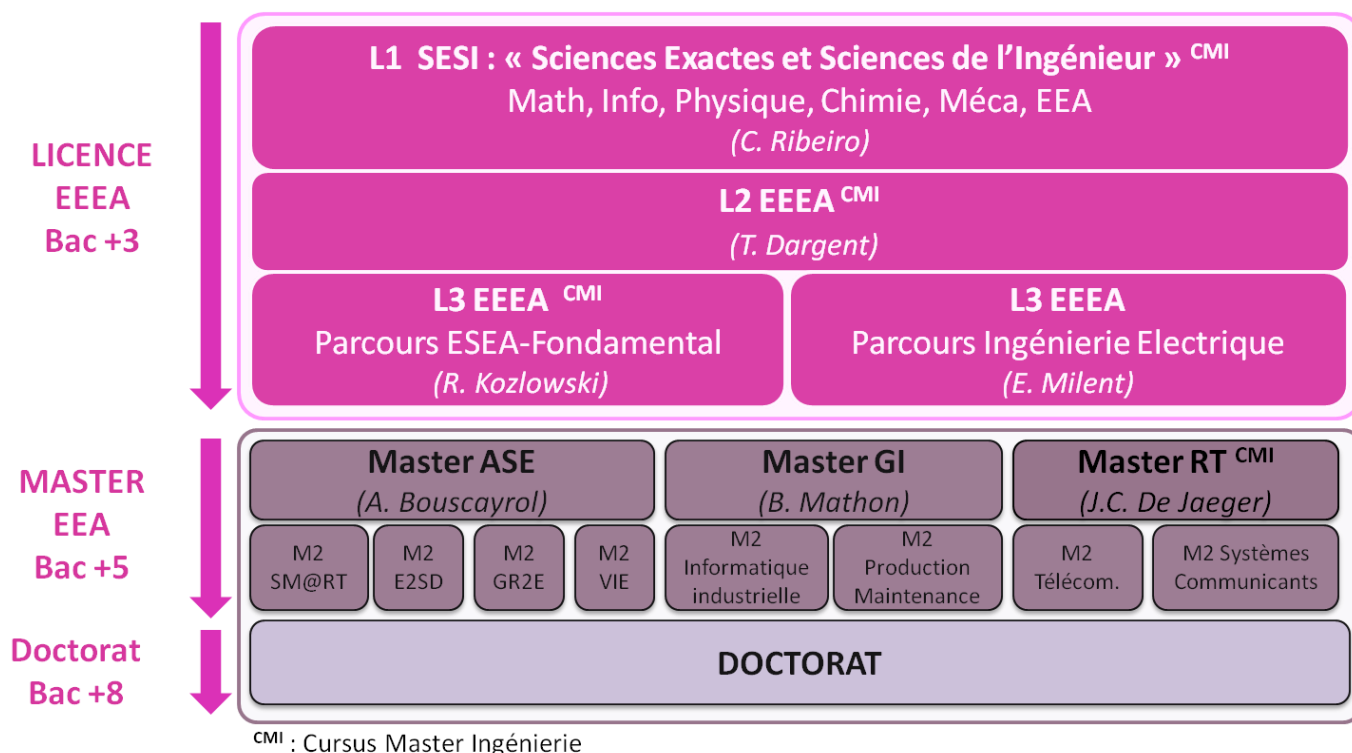 LICENCE
EEEA
Bac +3
L1 SESI : « Sciences Exactes et Sciences de l’Ingénieur » CMI
Math, Info, Physique, Chimie, Méca, EEA
(C. Ribeiro)
L2 EEEA CMI
(T. Dargent)
L3 EEEA CMI
Parcours ESEA-Fondamental
(R. Kozlowski)
L3 EEEA
Parcours Ingénierie Electrique
(E. Milent)
MASTER
EEA
Bac +5
Master ASE
(A. Bouscayrol)
Master GI
(B. Mathon)
Master RT CMI
(J.C. De Jaeger)
M2
SM@RT
M2
E2SD
M2
GR2E
M2
VIE
M2
Informatique
industrielle
M2
Production
Maintenance
M2
Télécom.
M2 Systèmes
Communicants
Doctorat
Bac +8
DOCTORAT
CMI : Cursus Master Ingénierie